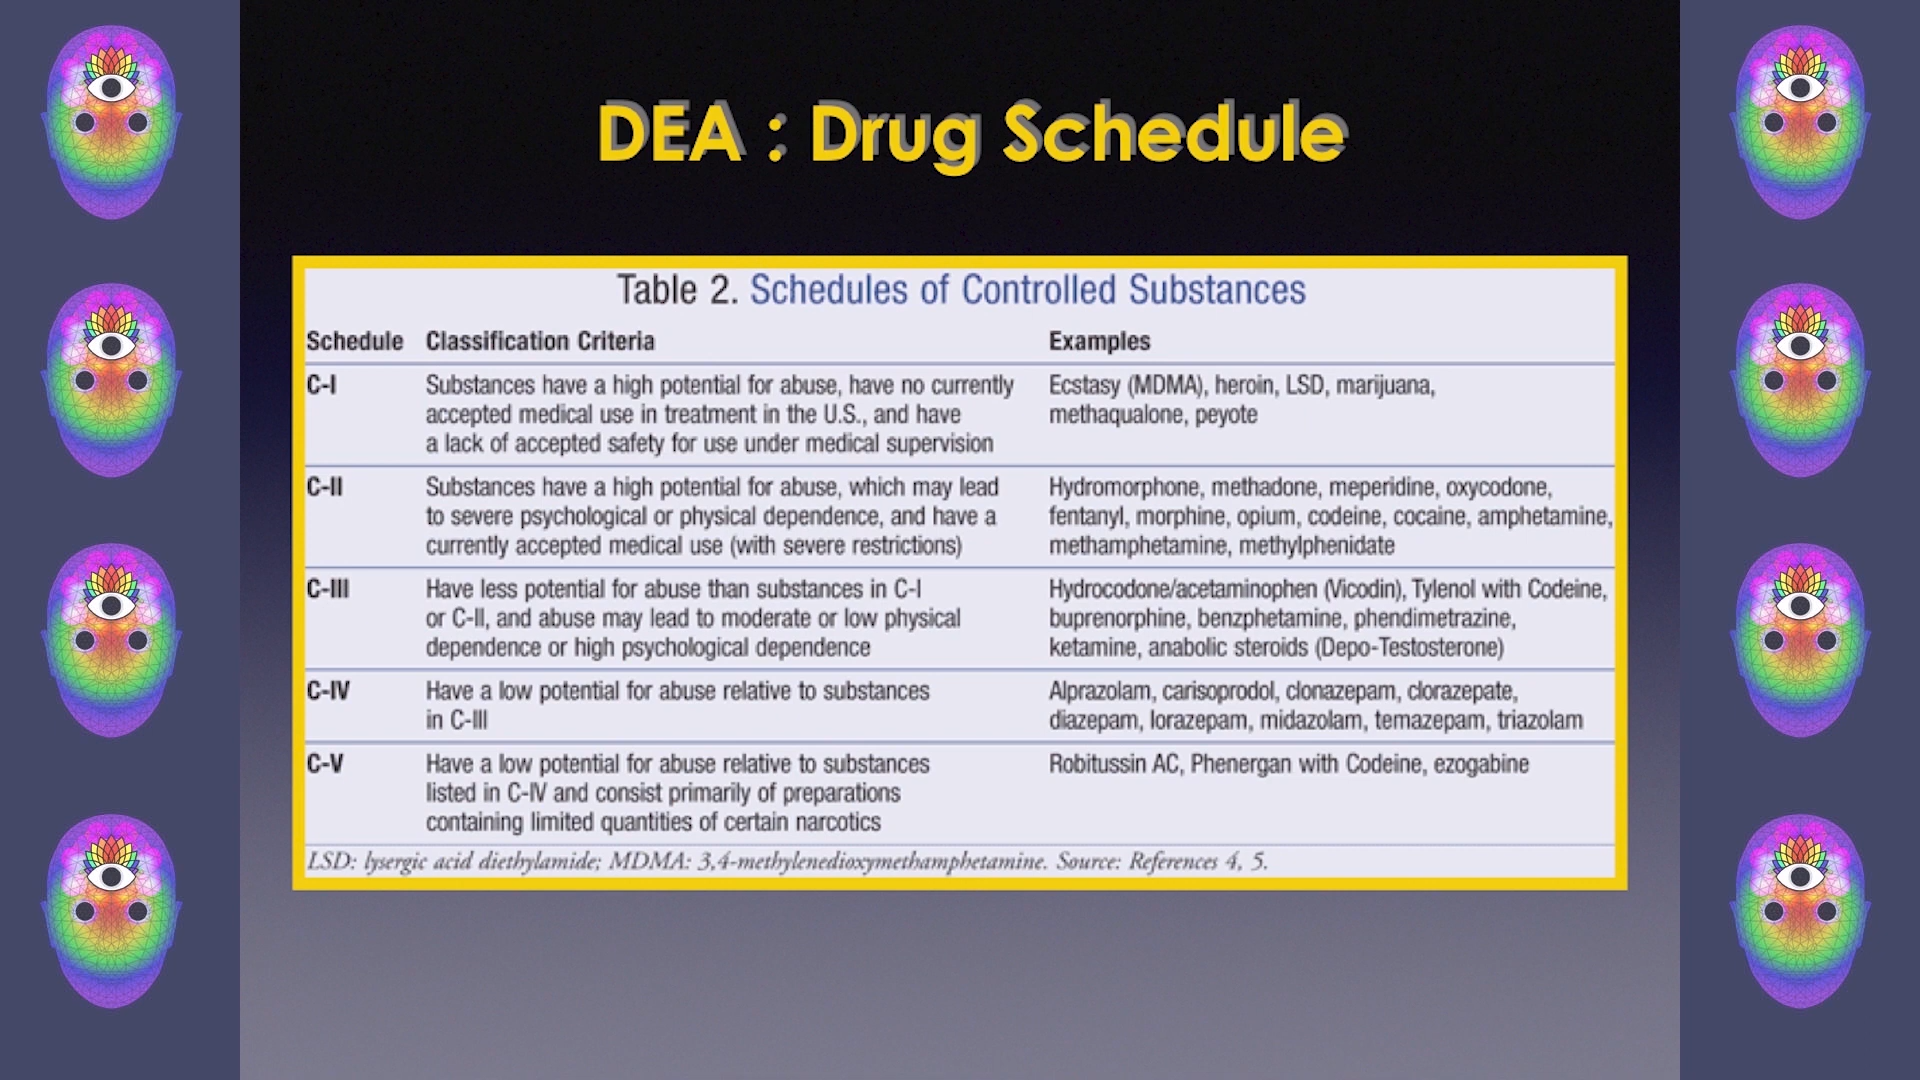 DEA : Drug Schedule
Table 2. Schedules of Controlled Substances
Schedule Classification Criteria Examples
C-I Substances have a high potential for abuse, have no currently Ecstasy (MDMA), heroin, LSD, marijuana,
accepted medical use in treatment in the U.S., and have methaqualone, peyote
a lack of accepted safety for use under medical supervision
C-II Substances have a high potential for abuse, which may lead Hydromorphone, methadone, meperidine, oxycodone,
to severe psychological or physical dependence, and have a fentanyl, morphine, opium, codeine, cocaine, amphetamine,
currently accepted medical use (with severe restrictions) methamphetamine, methylphenidate
C-III Have less potential for abuse than substances in C-I Hydrocodone/acetaminophen (Vicodin), Tylenol with Codeine,
or C-II, and abuse may lead to moderate or low physical buprenorphine, benzphetamine, phendimetrazine,
dependence or high psychological dependence ketamine, anabolic steroids (Depo-Testosterone)
C-IV Have a low potential for abuse relative to substances Alprazolam, carisoprodol, clonazepam, clorazepate,
in C-III diazepam, lorazepam, midazolam, temazepam, triazolam
C-V Have a low potential for abuse relative to substances Robitussin AC, Phenergan with Codeine, ezogabine
listed in C-IV and consist primarily of preparations
containing limited quantities of certain narcotics
LSD: lysergic acid diethylamide; MDMA: 3,4-methylenedioxymethamphetamine. Source: References 4, 5.